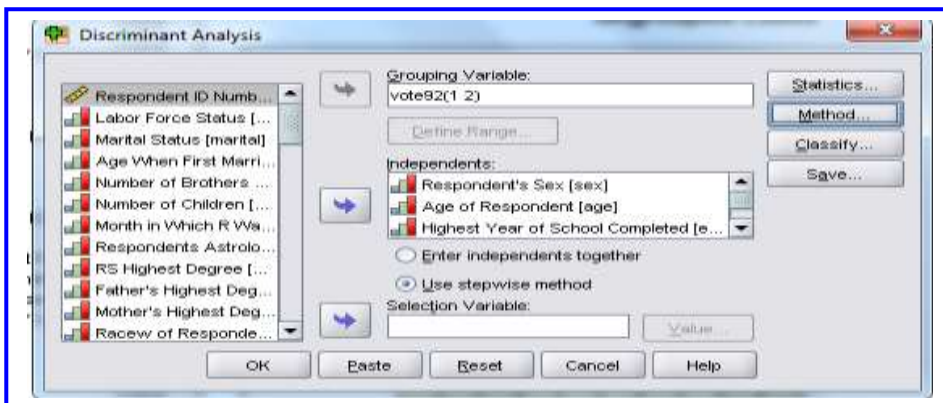 Discriminant Analysis
Respondent ID Numb...
Labor Force Status [...
Marital Status [marital]
Age When First Marri...
Number of Brothers ...
Number of Children [...
Month in Which R Wa...
Respondents Astrolo...
RS Highest Degree [...
Father's Highest Deg...
Mother's Highest Deg...
Racew of Responde...
Grouping Variable:
vote92(1 2)
Define Range...
Independents:
Respondent's Sex [sex]
Age of Respondent [age]
Highest Year of School Completed [e...
Enter independents together
Use stepwise method
Selection Variable:
Value...
Statistics...
Method...
Classify...
Save...
OK
Paste
Reset
Cancel
Help